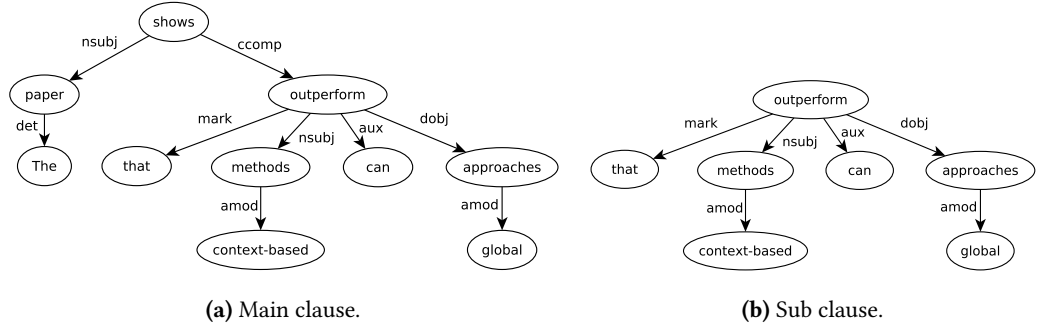 shows
nsubj ccomp
paper outperform outperform
det mark nsubj aux dobj mark nsubj aux dobj
The that methods can approaches that methods can approaches
amod amod amod amod
context-based global context-based global
(a) Main clause. (b) Sub clause.